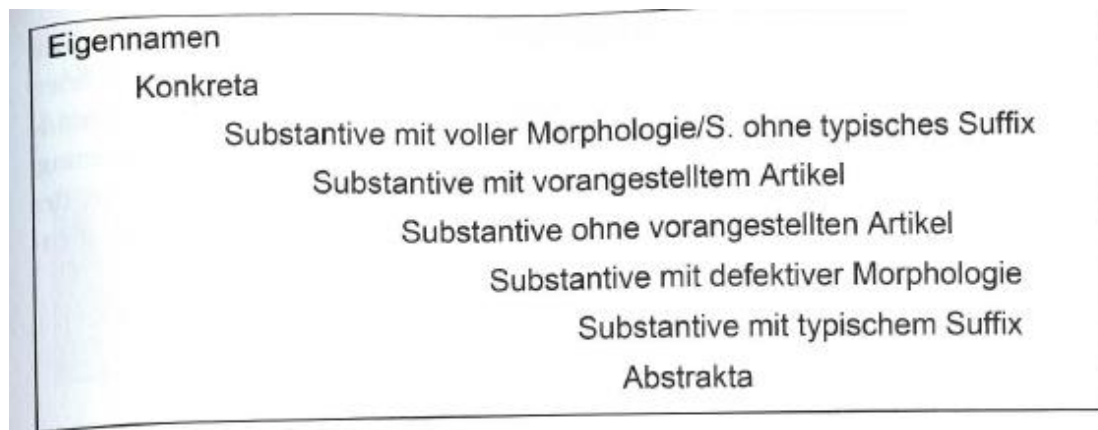 Eigennamen
Konkreta
Substantive mit voller Morphologie/S. ohne typisches Suffix
Substantive mit vorangestelltem Artikel
Substantive ohne vorangestellten Artikel
Substantive mit defektiver Morphologie
Substantive mit typischem Suffix
Abstrakta